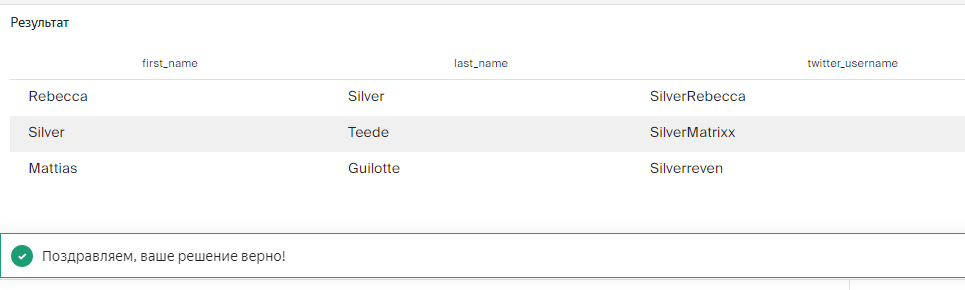 Результат
first_name last_name twitter_username
Rebecca Silver SilverRebecca
Silver Teede SilverMatrixx
Mattias Guilotte Silverreven
Поздравляем, ваше решение верно!